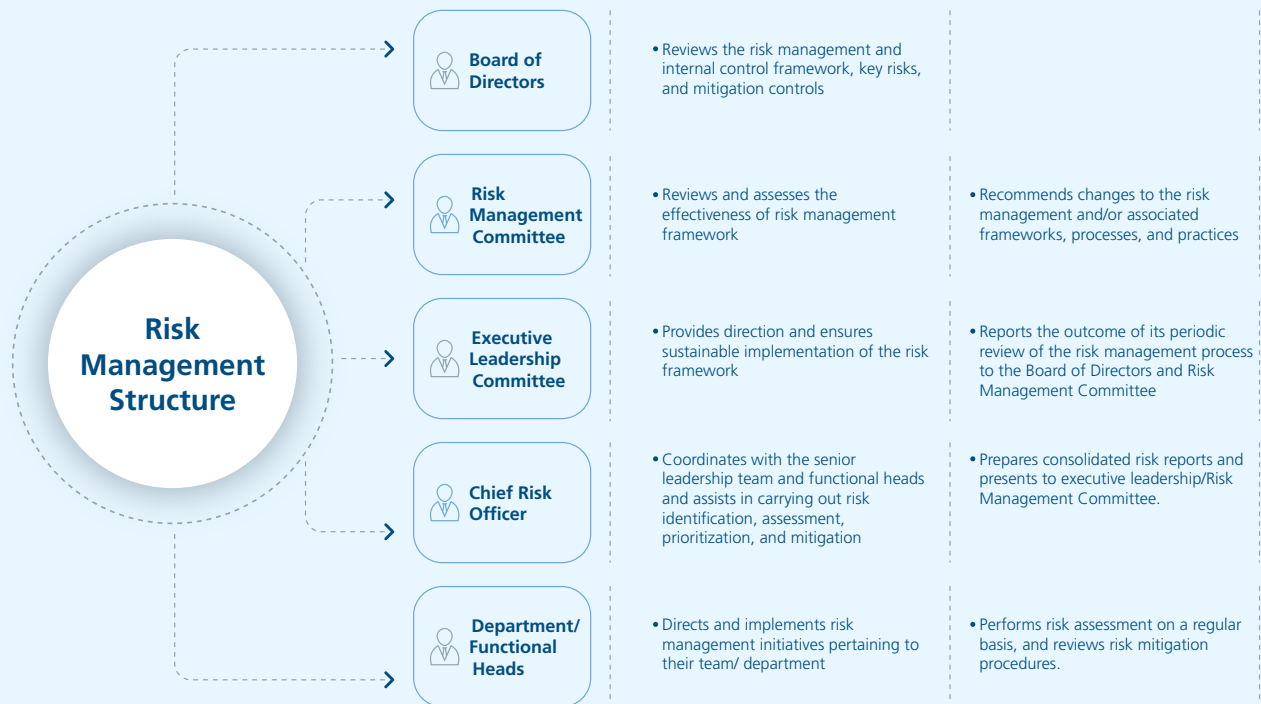 Risk
Management
Structure
Board of
Directors
• Reviews the risk management and
internal control framework, key risks,
and mitigation controls
Risk
Management
Committee
• Reviews and assesses the
effectiveness of risk management
framework
• Recommends changes to the risk
management and/or associated
frameworks, processes, and practices
Executive
Leadership
Committee
• Provides direction and ensures
sustainable implementation of the risk
framework
• Reports the outcome of its periodic
review of the risk management process
to the Board of Directors and Risk
Management Committee
Chief Risk
Officer
• Coordinates with the senior
leadership team and functional heads
and assists in carrying out risk
identification, assessment,
prioritization, and mitigation
• Prepares consolidated risk reports and
presents to executive leadership/Risk
Management Committee.
Department/
Functional
Heads
• Directs and implements risk
management initiatives pertaining to
their team/ department
• Performs risk assessment on a regular
basis, and reviews risk mitigation
procedures.